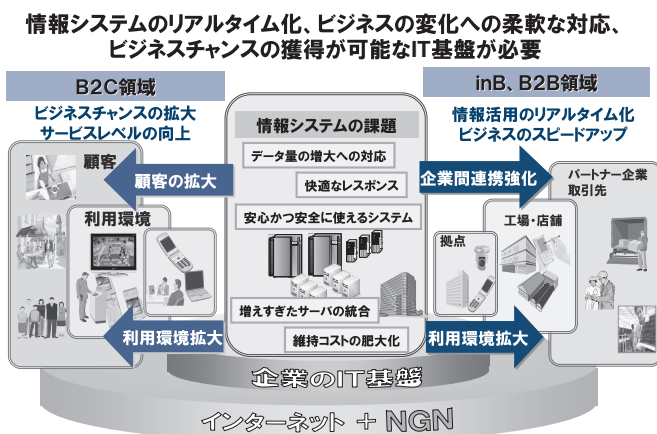 情報システムのリアルタイム化、ビジネスの変化への柔軟な対応、
ビジネスチャンスの獲得が可能なIT基盤が必要
B2C領域
ビジネスチャンスの拡大
サービスレベルの向上
顧客
顧客の拡大
利用環境
利用環境拡大
情報システムの課題
データ量の増大への対応
快適なレスポンス
安心かつ安全に使えるシステム
増えすぎたサーバの統合
維持コストの肥大化
inB、B2B領域
情報活用のリアルタイム化
ビジネスのスピードアップ
企業間連携強化
パートナー企業
取引先
工場・店舗
拠点
利用環境拡大
企業のIT基盤
インターネット + NGN